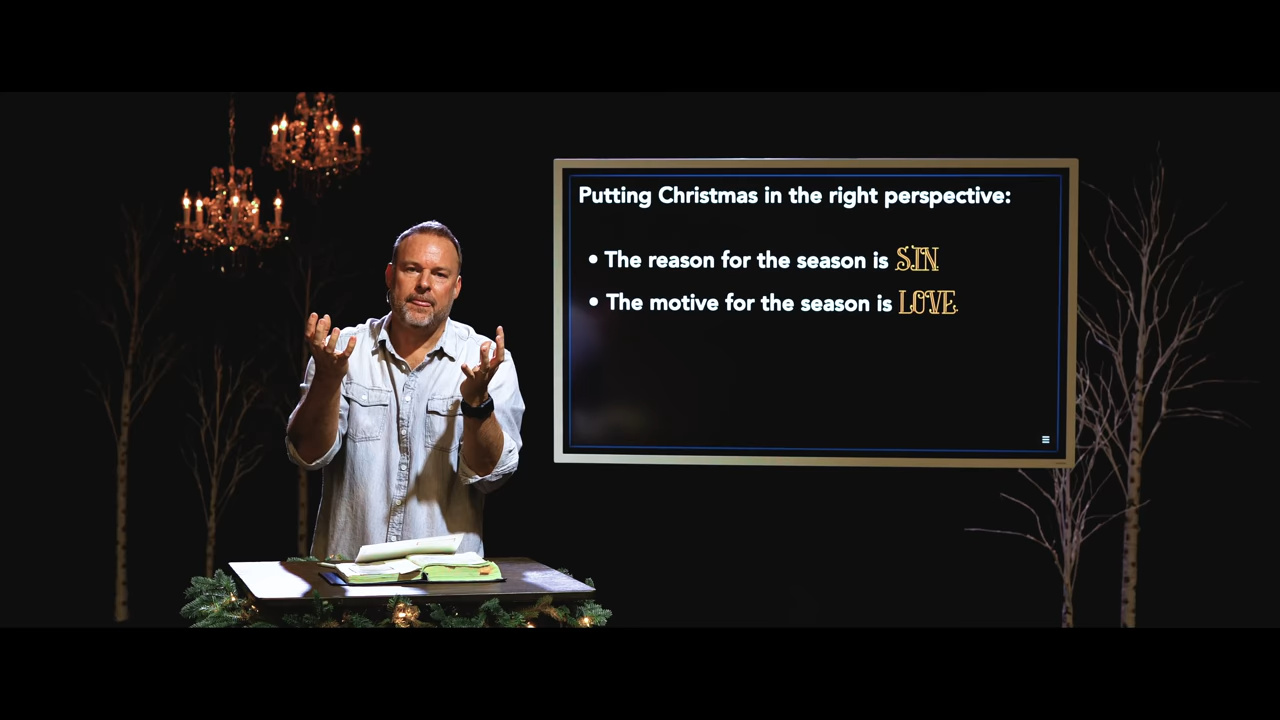 Putting Christmas in the right perspective:
• The reason for the season is SIN
• The motive for the season is LOVE